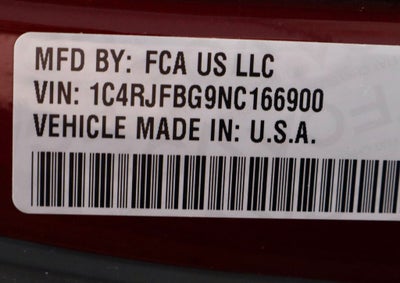 MFD BY: FCA US LLC
VIN: 1C4RJFBG9NC166900
VEHICLE MADE IN: U.S.A.